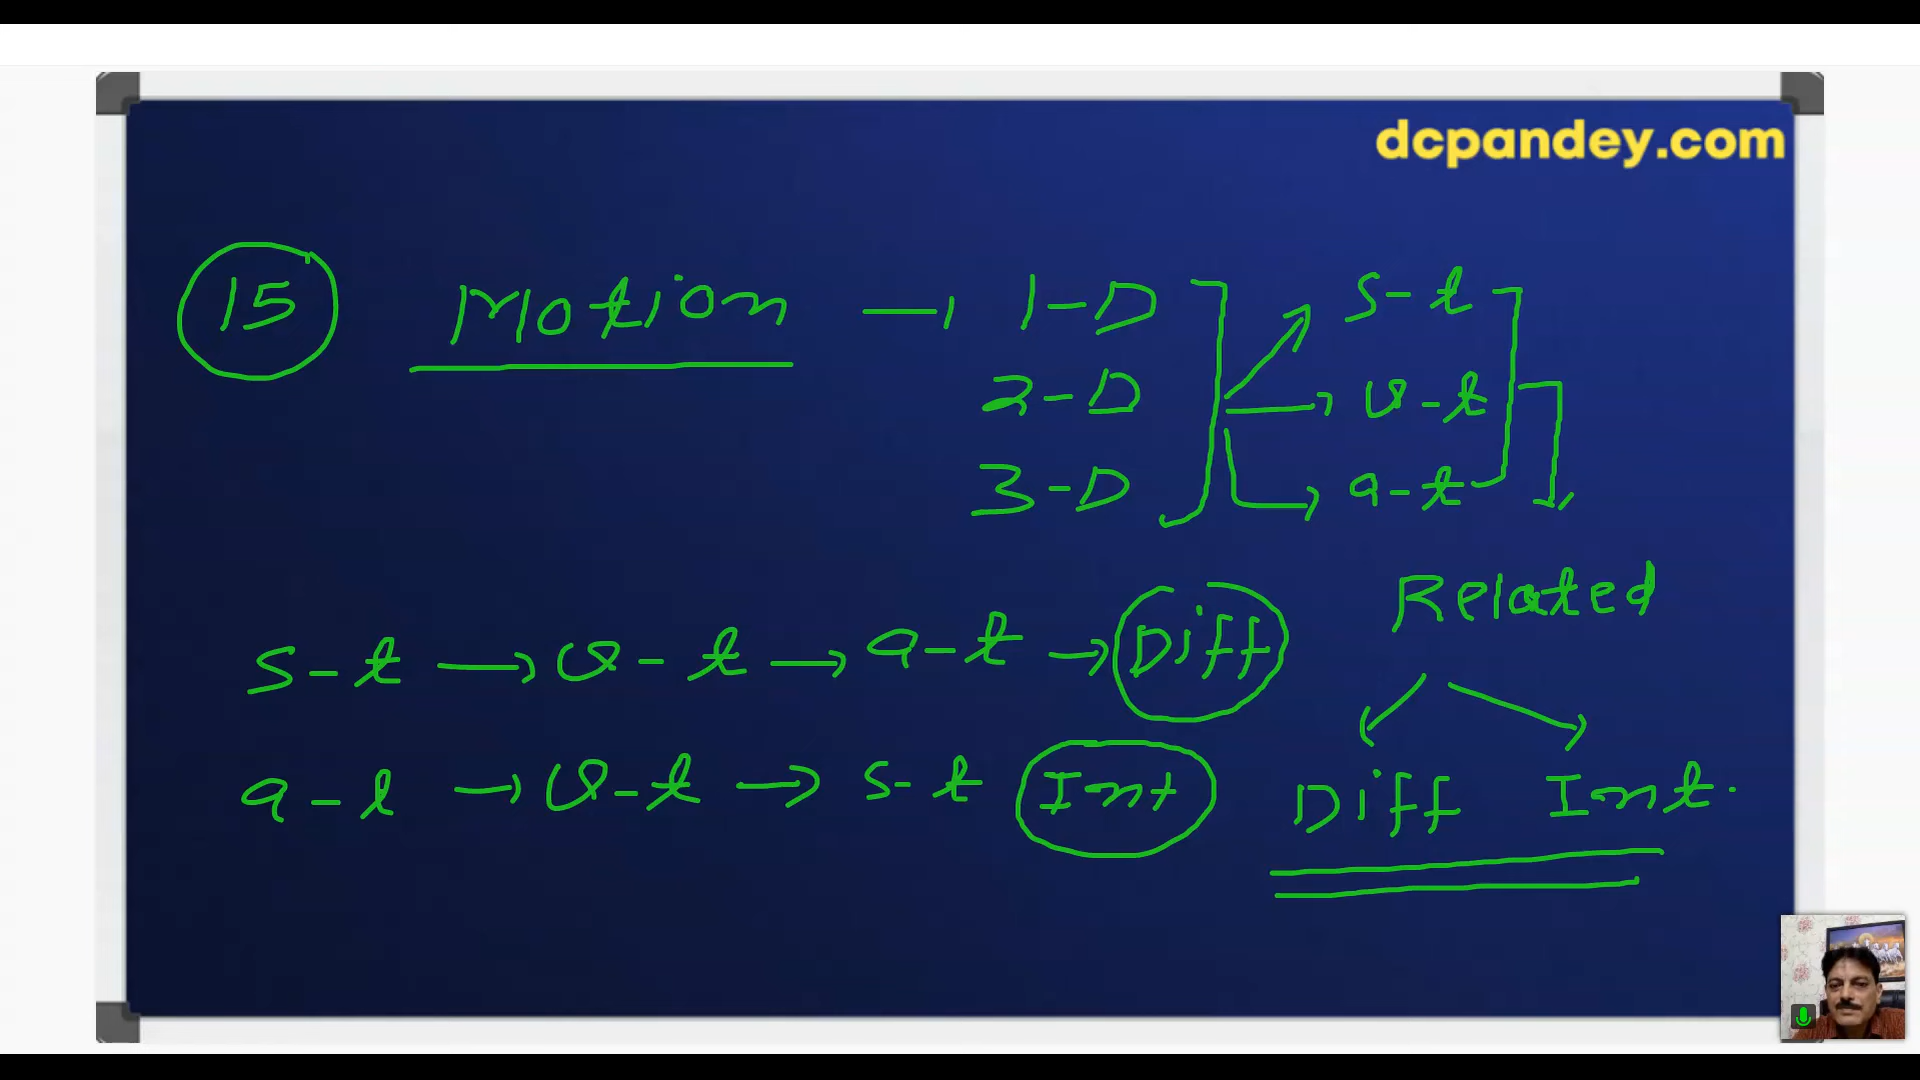 dcpandey.com
15 Motion → 1-D
2-D
3-D
s-t
v-t
a-t
Related
Diff Int.
s-t → v-t → a-t → Diff
a-t → v-t → s-t Int